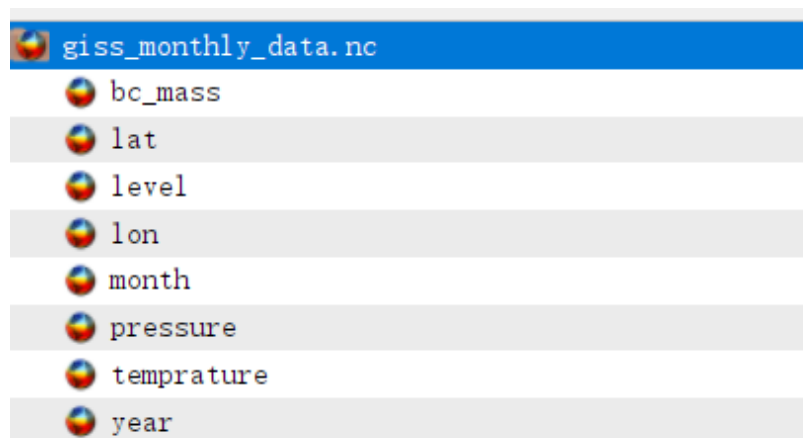 giss_monthly_data.nc
bc_mass
lat
level
lon
month
pressure
temprature
year